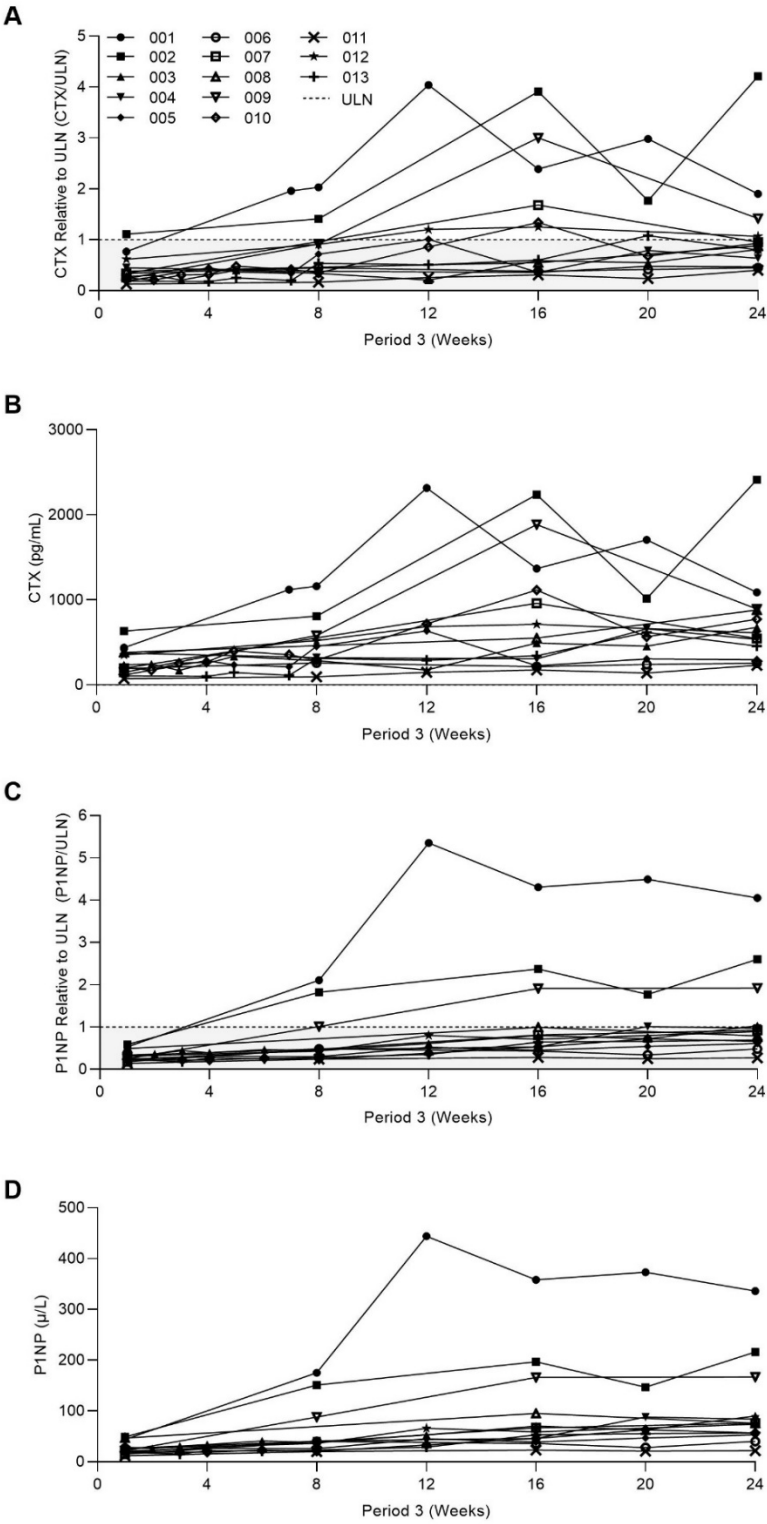 A
CTX Relative to ULN (CTX/ULN)
5
4
3
2
1
0
001 006 011
002 007 012
003 008 013
004 009 ULN
005 010
0 4 8 12 16 20 24
Period 3 (Weeks)
B
CTX (pg/mL)
3000
2000
1000
0
0 4 8 12 16 20 24
Period 3 (Weeks)
C
P1NP Relative to ULN (P1NP/ULN)
6
5
4
3
2
1
0
0 4 8 12 16 20 24
Period 3 (Weeks)
D
P1NP (µ/L)
500
400
300
200
100
0
0 4 8 12 16 20 24
Period 3 (Weeks)